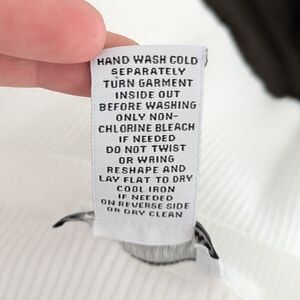 HAND WASH COLD
SEPARATELY
TURN GARMENT
INSIDE OUT
BEFORE WASHING
ONLY NON-
CHLORINE BLEACH
IF NEEDED
DO NOT TWIST
OR WRING
RESHAPE AND
LAY FLAT TO DRY
COOL IRON
IF NEEDED
ON REVERSE SIDE
OR DRY CLEAN